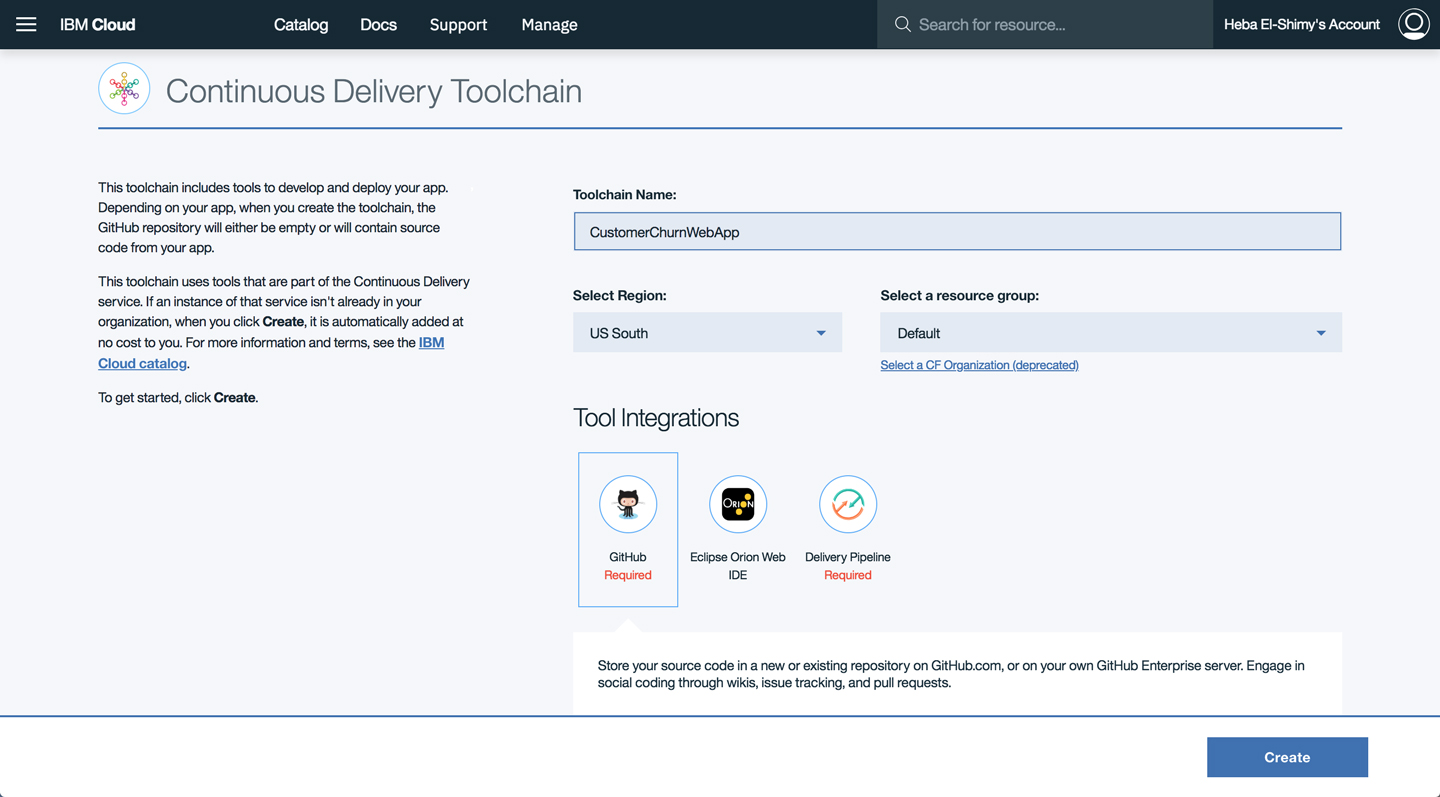 IBM Cloud
Catalog
Docs
Support
Manage
Search for resource...
Heba El-Shimy's Account
Continuous Delivery Toolchain
This toolchain includes tools to develop and deploy your app.
Depending on your app, when you create the toolchain, the
GitHub repository will either be empty or will contain source
code from your app.
This toolchain uses tools that are part of the Continuous Delivery
service. If an instance of that service isn't already in your
organization, when you click Create, it is automatically added at
no cost to you. For more information and terms, see the IBM
Cloud catalog.
To get started, click Create.
Toolchain Name:
CustomerChurnWebApp
Select Region:
US South
Select a resource group:
Default
Select a CF Organization (deprecated)
Tool Integrations
GitHub
Required
ORION
Eclipse Orion Web
IDE
Delivery Pipeline
Required
Store your source code in a new or existing repository on GitHub.com, or on your own GitHub Enterprise server. Engage in
social coding through wikis, issue tracking, and pull requests.
Create